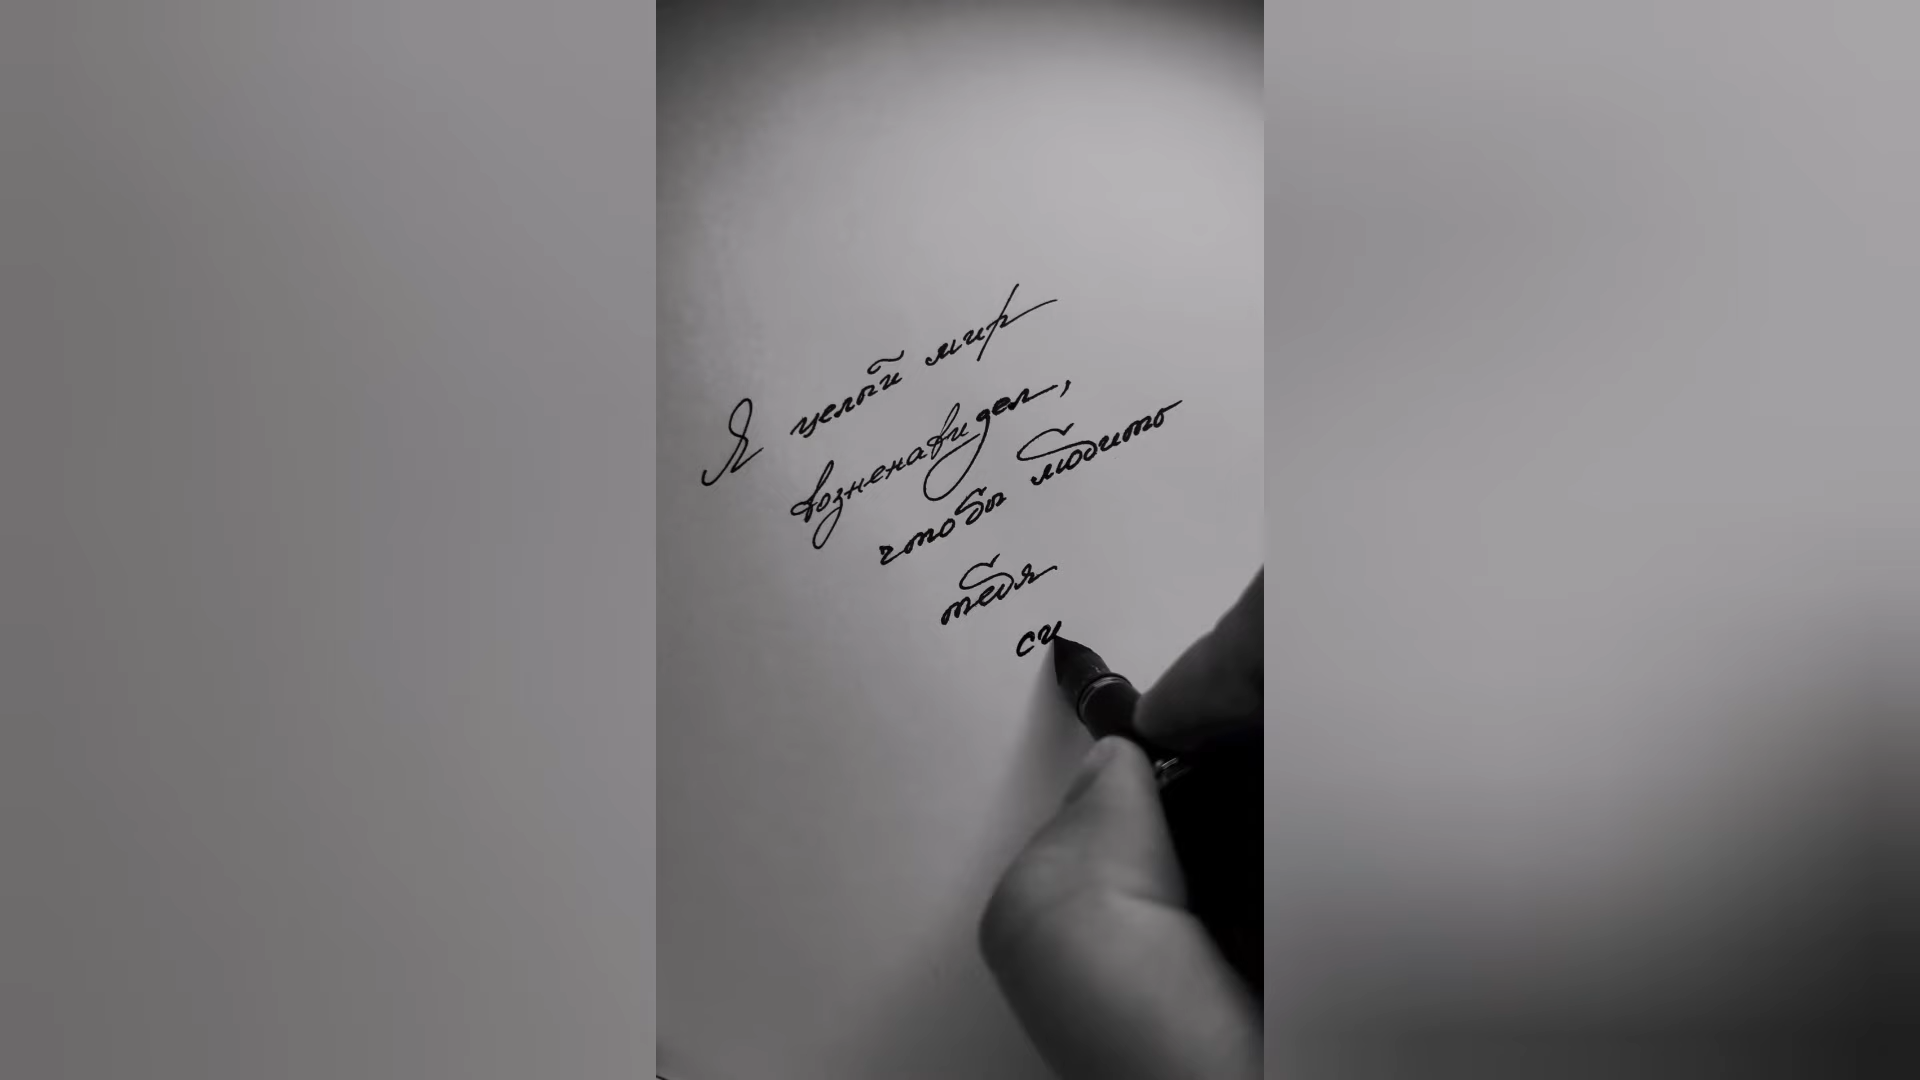 Я целый мир
возненавидел,
чтобы любить
тебя
си